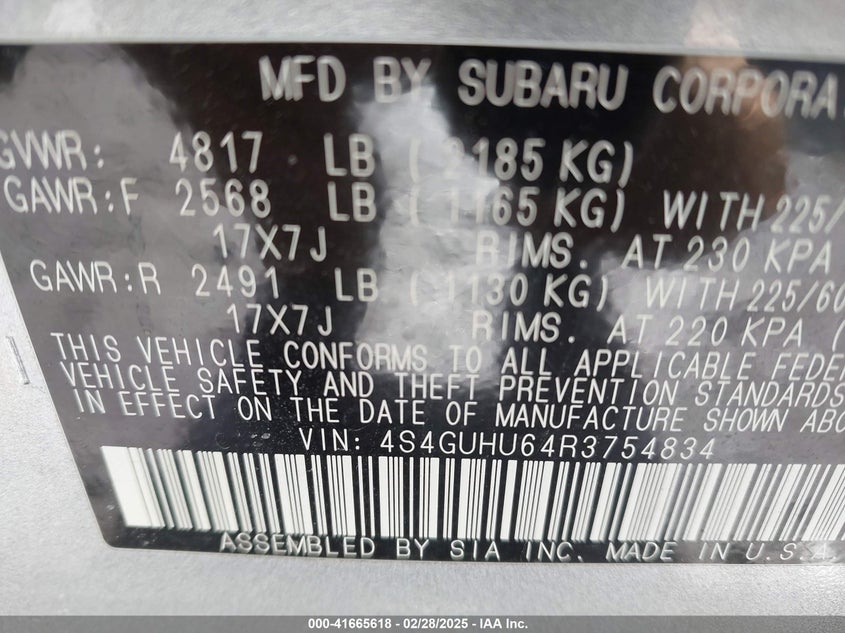 MFD BY SUBARU CORPORA
GVWR: 4817 LB (2185 KG)
GAWR:F 2568 LB (1165 KG) WITH 225/
17X7J RIMS. AT 230 KPA
GAWR:R 2491 LB (1130 KG) WITH 225/60
17X7J RIMS. AT 220 KPA (
THIS VEHICLE CONFORMS TO ALL APPLICABLE FEDER
VEHICLE SAFETY AND THEFT PREVENTION STANDARDS
IN EFFECT ON THE DATE OF MANUFACTURE SHOWN ABO
VIN: 4S4GUHU64R3754834
ASSEMBLED BY SIA INC. MADE IN U.S.A.
000-41665618 - 02/28/2025 - IAA Inc.